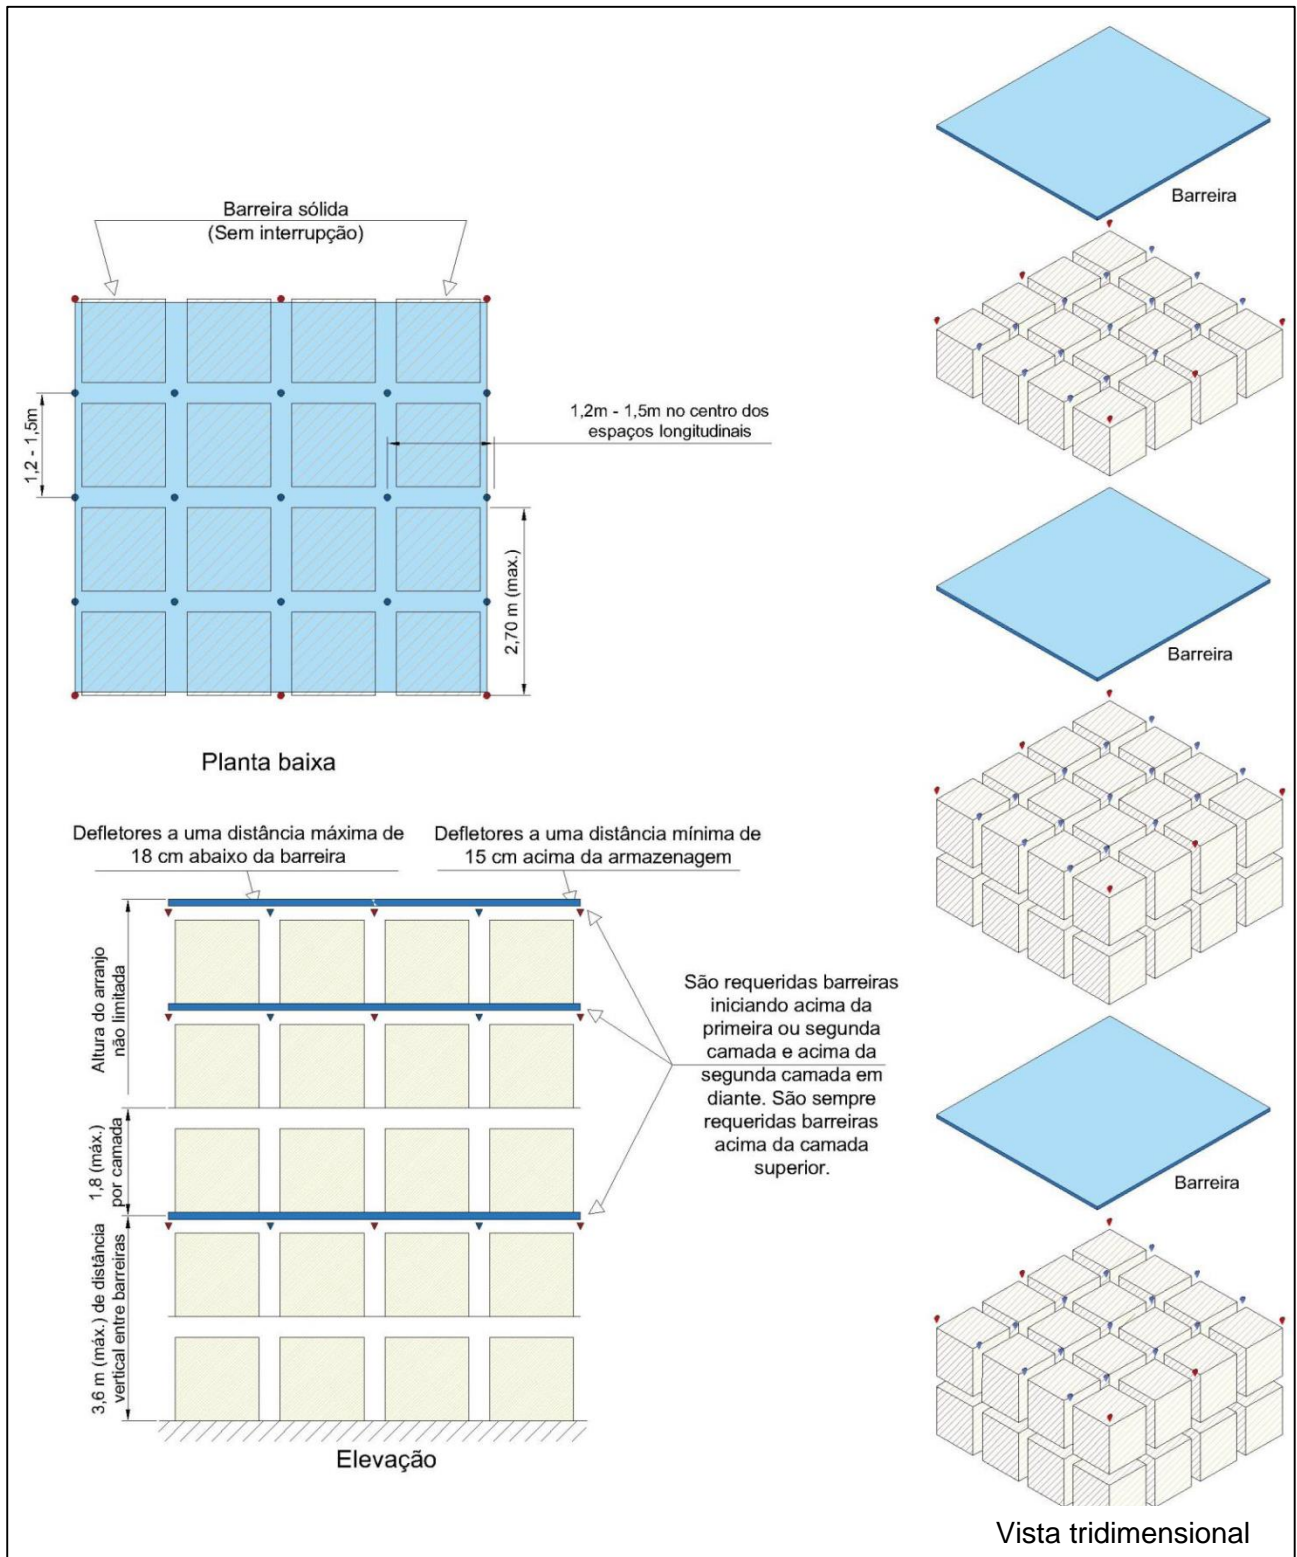 Barreira
Barreira sólida
(Sem interrupção)
1,2 - 1,5m
1,2m - 1,5m no centro dos
espaços longitudinais
2,70 m (max.)
Planta baixa
Barreira
Defletores a uma distância máxima de
18 cm abaixo da barreira
Defletores a uma distância mínima de
15 cm acima da armazenagem
Altura do arranjo
não limitada
1,8 (máx.)
por camada
3,6 m (máx.) de distância
vertical entre barreiras
São requeridas barreiras
iniciando acima da
primeira ou segunda
camada e acima da
segunda camada em
diante. São sempre
requeridas barreiras
acima da camada
superior.
Elevação
Barreira
Vista tridimensional